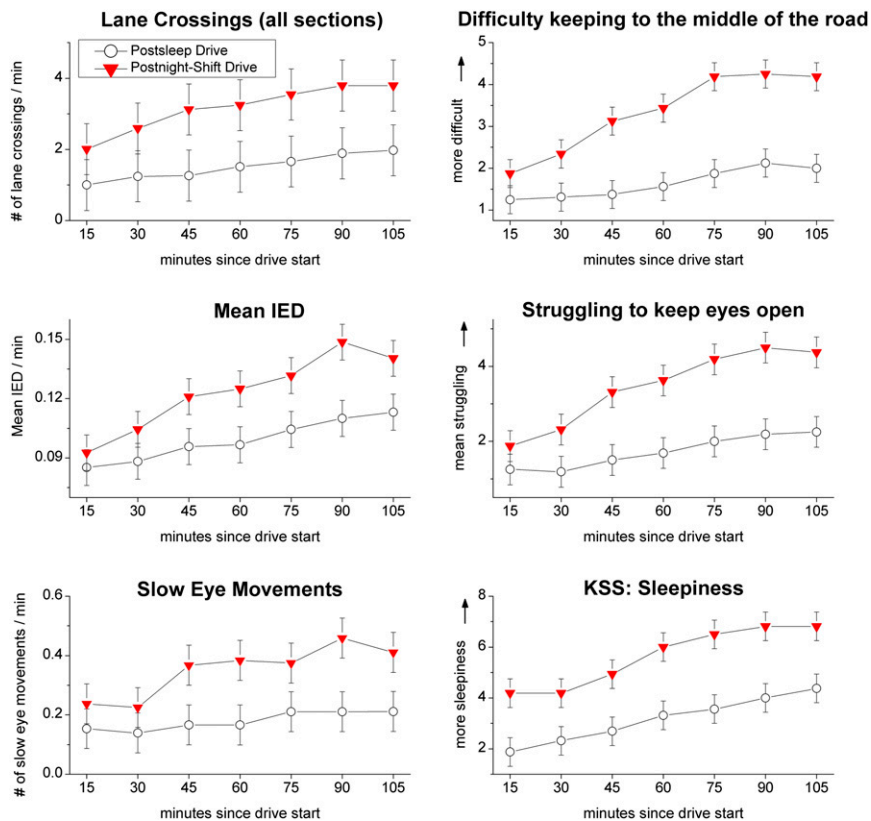 Lane Crossings (all sections)
Postsleep Drive
Postnight-Shift Drive
# of lane crossings / min
4
2
0
15 30 45 60 75 90 105
minutes since drive start
Difficulty keeping to the middle of the road
more difficult
5
4
3
2
1
15 30 45 60 75 90 105
minutes since drive start
Mean IED
Mean IED / min
0.15
0.12
0.09
15 30 45 60 75 90 105
minutes since drive start
Struggling to keep eyes open
mean struggling
4
2
15 30 45 60 75 90 105
minutes since drive start
Slow Eye Movements
# of slow eye movements / min
0.6
0.4
0.2
0.0
15 30 45 60 75 90 105
minutes since drive start
KSS: Sleepiness
more sleepiness
8
6
4
2
15 30 45 60 75 90 105
minutes since drive start